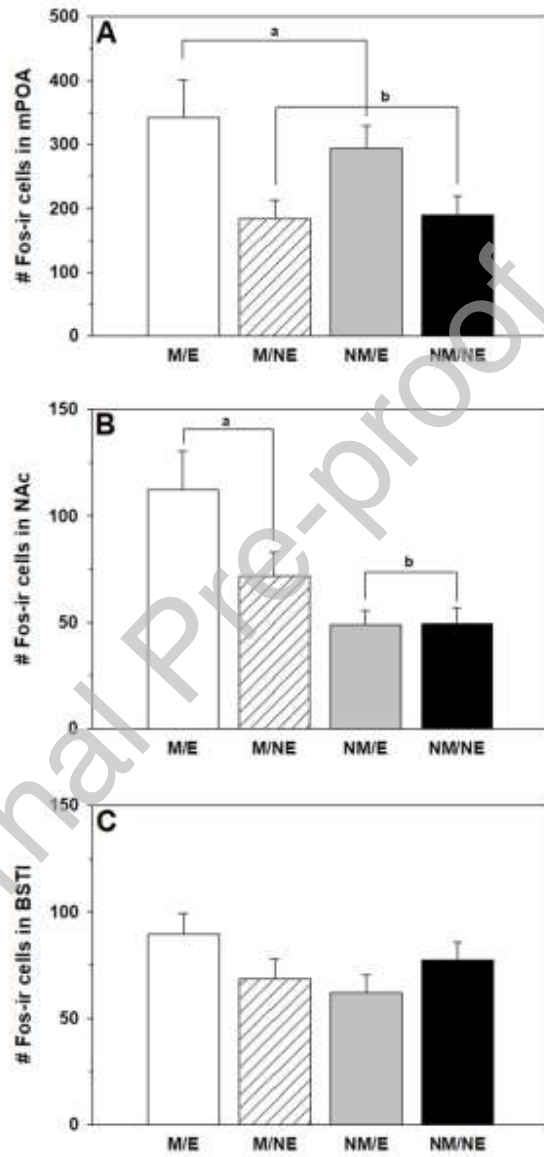 A
a
b
# Fos-ir cells in mPOA
500
400
300
200
100
0
M/E M/NE NM/E NM/NE
B
a
b
# Fos-ir cells in NAc
150
100
50
0
M/E M/NE NM/E NM/NE
C
# Fos-ir cells in BSTl
150
100
50
0
M/E M/NE NM/E NM/NE
nal Pre-proof